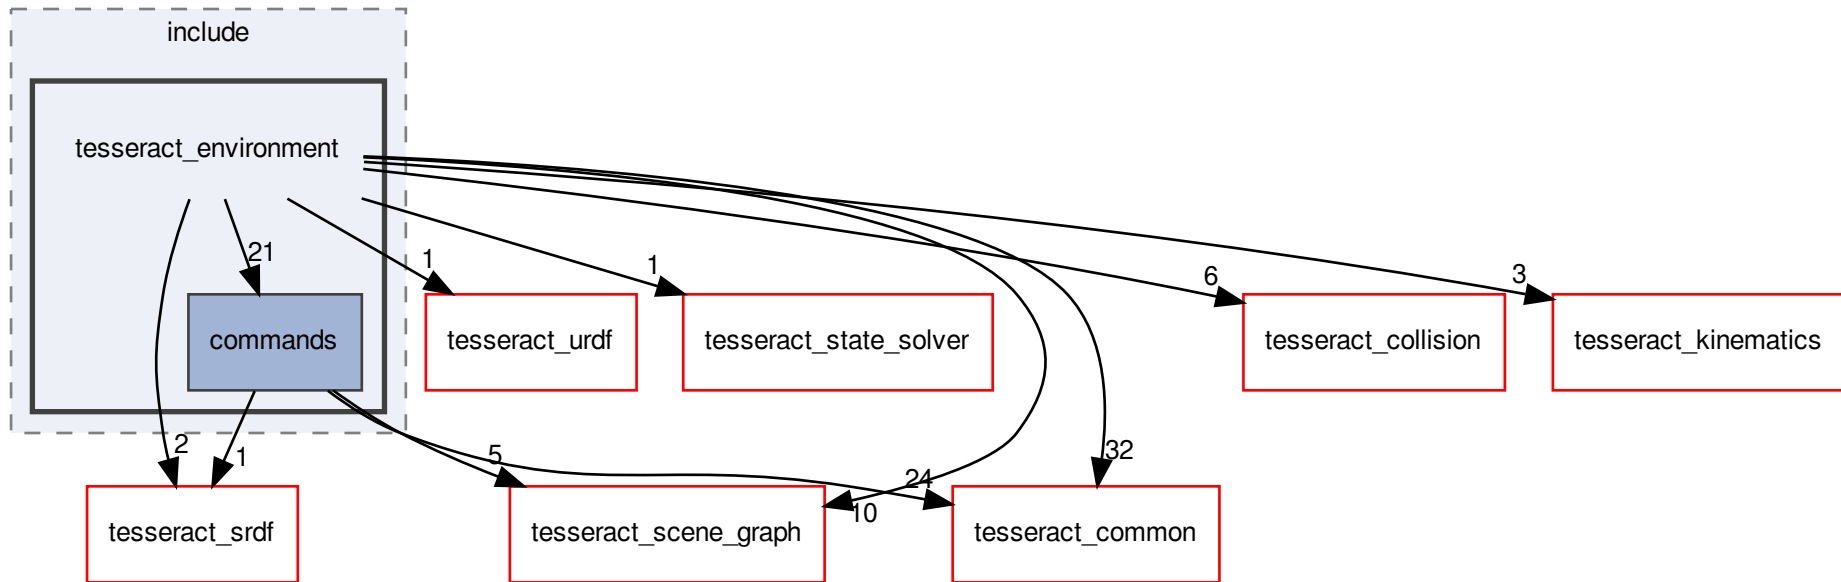 include
tesseract_environment
21
1
1
6
3
commands
tesseract_urdf
tesseract_state_solver
tesseract_collision
tesseract_kinematics
2
1
5
24
10
32
tesseract_srdf
tesseract_scene_graph
tesseract_common